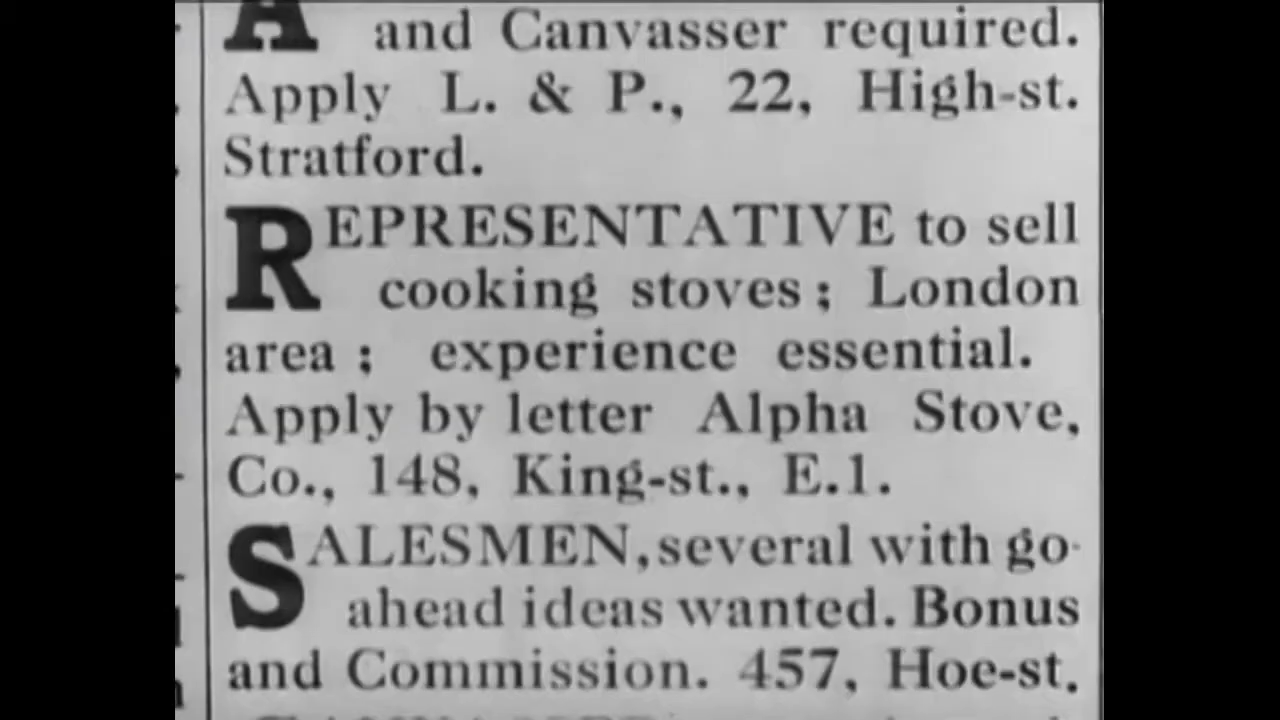 A and Canvasser required.
Apply L. & P., 22, High-st.
Stratford.
REPRESENTATIVE to sell
cooking stoves; London
area; experience essential.
Apply by letter Alpha Stove,
Co., 148, King-st., E.1.
SALESMEN, several with go-
ahead ideas wanted. Bonus
and Commission. 457, Hoe-st.